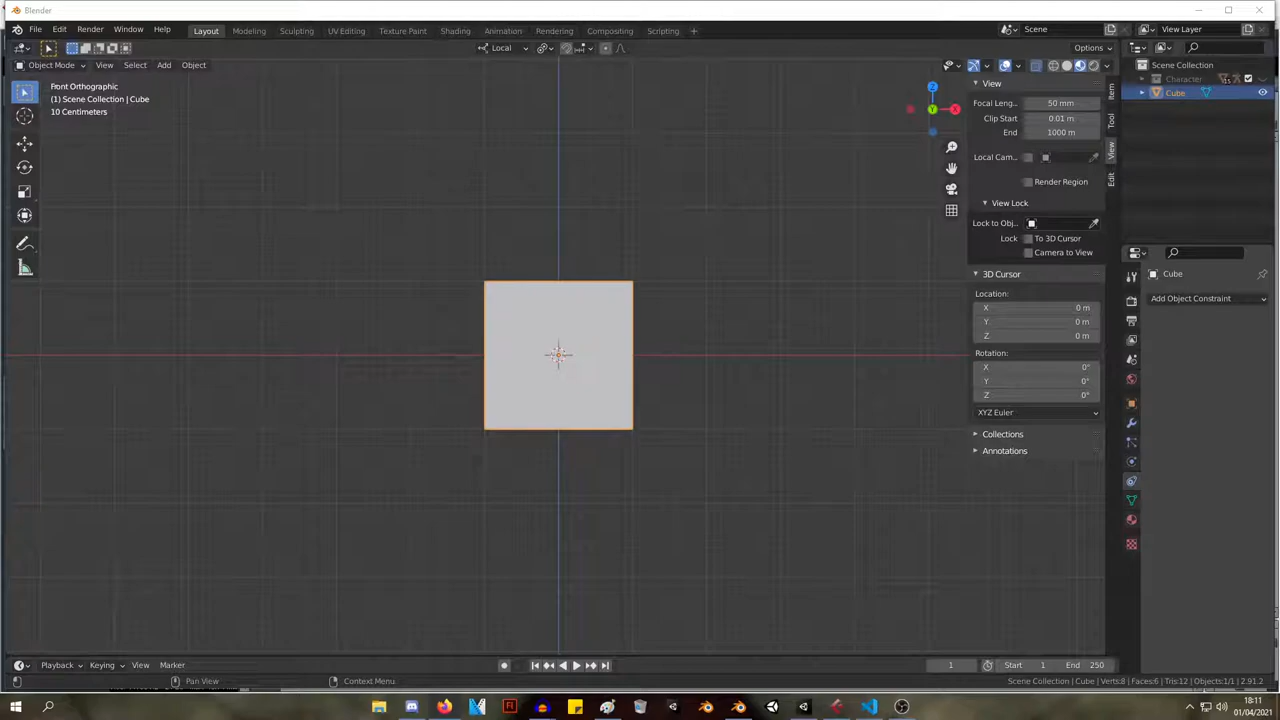 Blender
File Edit Render Window Help
Layout Modeling Sculpting UV Editing Texture Paint Shading Animation Rendering Compositing Scripting +
Scene
View Layer
Local
Options
Object Mode View Select Add Object
Front Orthographic
(1) Scene Collection | Cube
10 Centimeters
Z
Y
X
View
Focal Leng.. 50 mm
Clip Start 0.01 m
End 1000 m
Local Cam..
Render Region
View Lock
Lock to Obj..
Lock To 3D Cursor
Camera to View
3D Cursor
Location:
X 0 m
Y 0 m
Z 0 m
Rotation:
X 0°
Y 0°
Z 0°
XYZ Euler
Collections
Annotations
Item
Tool
View
Edit
Scene Collection
Character
Cube
Cube
Add Object Constraint
Playback Keying View Marker
1 Start 1 End 250
Pan View Context Menu
Scene Collection | Cube | Verts:8 | Faces:6 | Tris:12 | Objects:1/1 | 2.91.2
18:11
01/04/2021